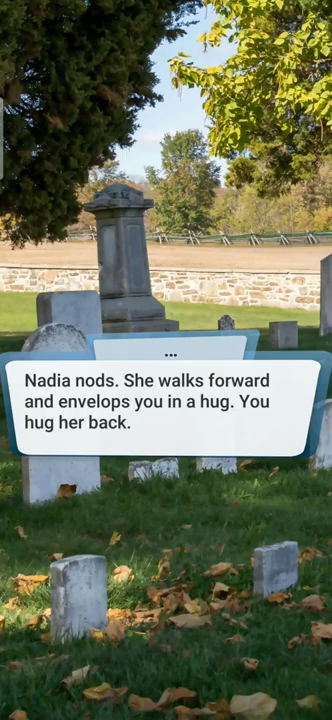 ...
Nadia nods. She walks forward
and envelops you in a hug. You
hug her back.